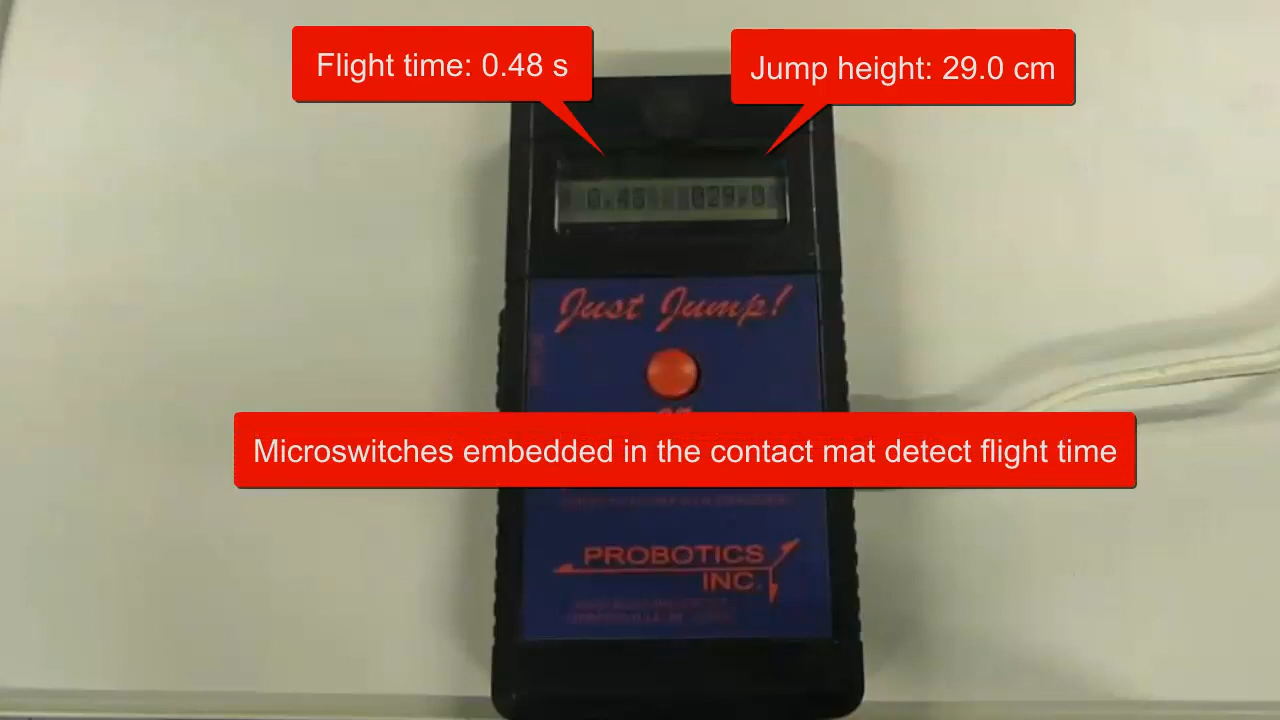 Flight time: 0.48 s
Jump height: 29.0 cm
0.48 029.0
Just Jump!
Microswitches embedded in the contact mat detect flight time
PROBOTICS
INC.